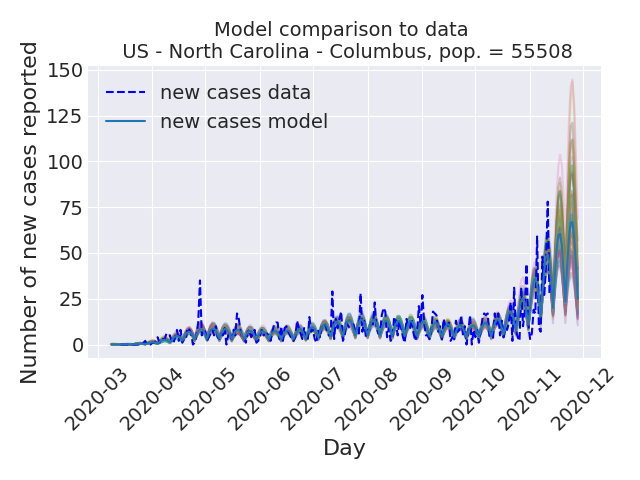 Model comparison to data
US - North Carolina - Columbus, pop. = 55508
Number of new cases reported
150
125
100
75
50
25
0
new cases data
new cases model
2020-03
2020-04
2020-05
2020-06
2020-07
2020-08
2020-09
2020-10
2020-11
2020-12
Day